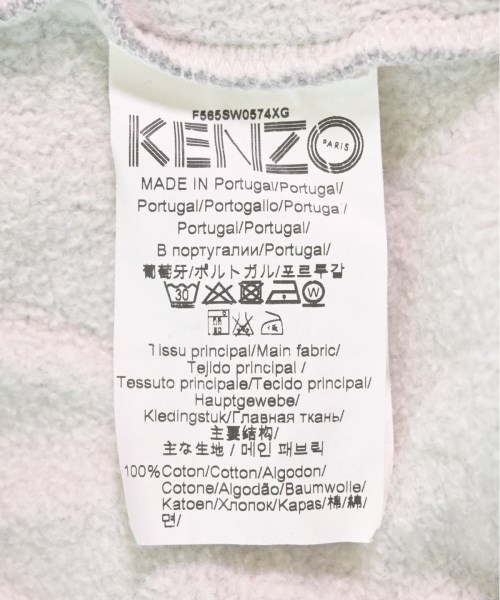 F565SW0574XG
KENZO
PARIS
MADE IN Portugal/Portugal/
Portugal/Portogallo/Portugal/
Portugal/Portugal/
В португалии/Portugal/
葡萄牙/ポルトガル/포르투갈
30 W
Tissu principal/Main fabric/
Tejido principal/
Tessuto principale/Tecido principal/
Hauptgewebe/
Kledingstuk/Главная ткань/
主要结构/
主な生地 / 메인 패브릭
100%Coton/Cotton/Algodon/
Cotone/Algodão/Baumwolle/
Katoen/Хлопок/Kapas/棉/綿/
면/